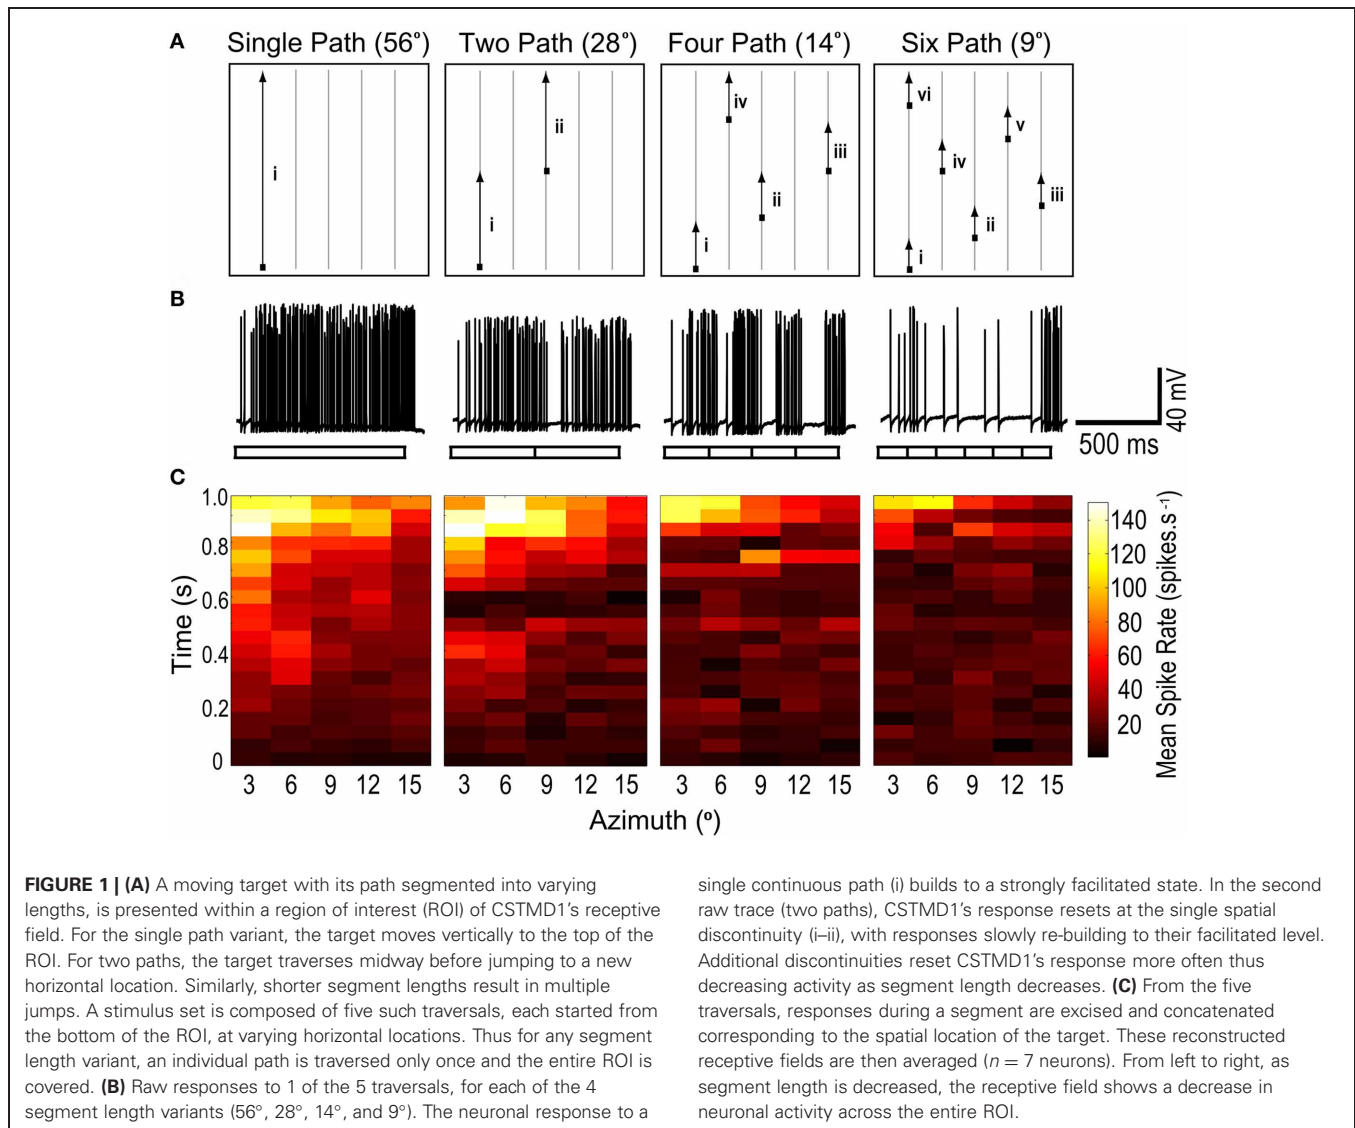 A
Single Path (56°)
Two Path (28°)
Four Path (14°)
Six Path (9°)
i
i
ii
i
ii
iii
iv
i
ii
iii
iv
v
vi
B
40 mV
500 ms
C
Time (s)
1.0
0.8
0.6
0.4
0.2
0
3 6 9 12 15
3 6 9 12 15
3 6 9 12 15
3 6 9 12 15
Azimuth (°)
140
120
100
80
60
40
20
Mean Spike Rate (spikes.s⁻¹)
FIGURE 1 | (A) A moving target with its path segmented into varying
lengths, is presented within a region of interest (ROI) of CSTMD1's receptive
field. For the single path variant, the target moves vertically to the top of the
ROI. For two paths, the target traverses midway before jumping to a new
horizontal location. Similarly, shorter segment lengths result in multiple
jumps. A stimulus set is composed of five such traversals, each started from
the bottom of the ROI, at varying horizontal locations. Thus for any segment
length variant, an individual path is traversed only once and the entire ROI is
covered. (B) Raw responses to 1 of the 5 traversals, for each of the 4
segment length variants (56°, 28°, 14°, and 9°). The neuronal response to a
single continuous path (i) builds to a strongly facilitated state. In the second
raw trace (two paths), CSTMD1's response resets at the single spatial
discontinuity (i–ii), with responses slowly re-building to their facilitated level.
Additional discontinuities reset CSTMD1's response more often thus
decreasing activity as segment length decreases. (C) From the five
traversals, responses during a segment are excised and concatenated
corresponding to the spatial location of the target. These reconstructed
receptive fields are then averaged (n = 7 neurons). From left to right, as
segment length is decreased, the receptive field shows a decrease in
neuronal activity across the entire ROI.